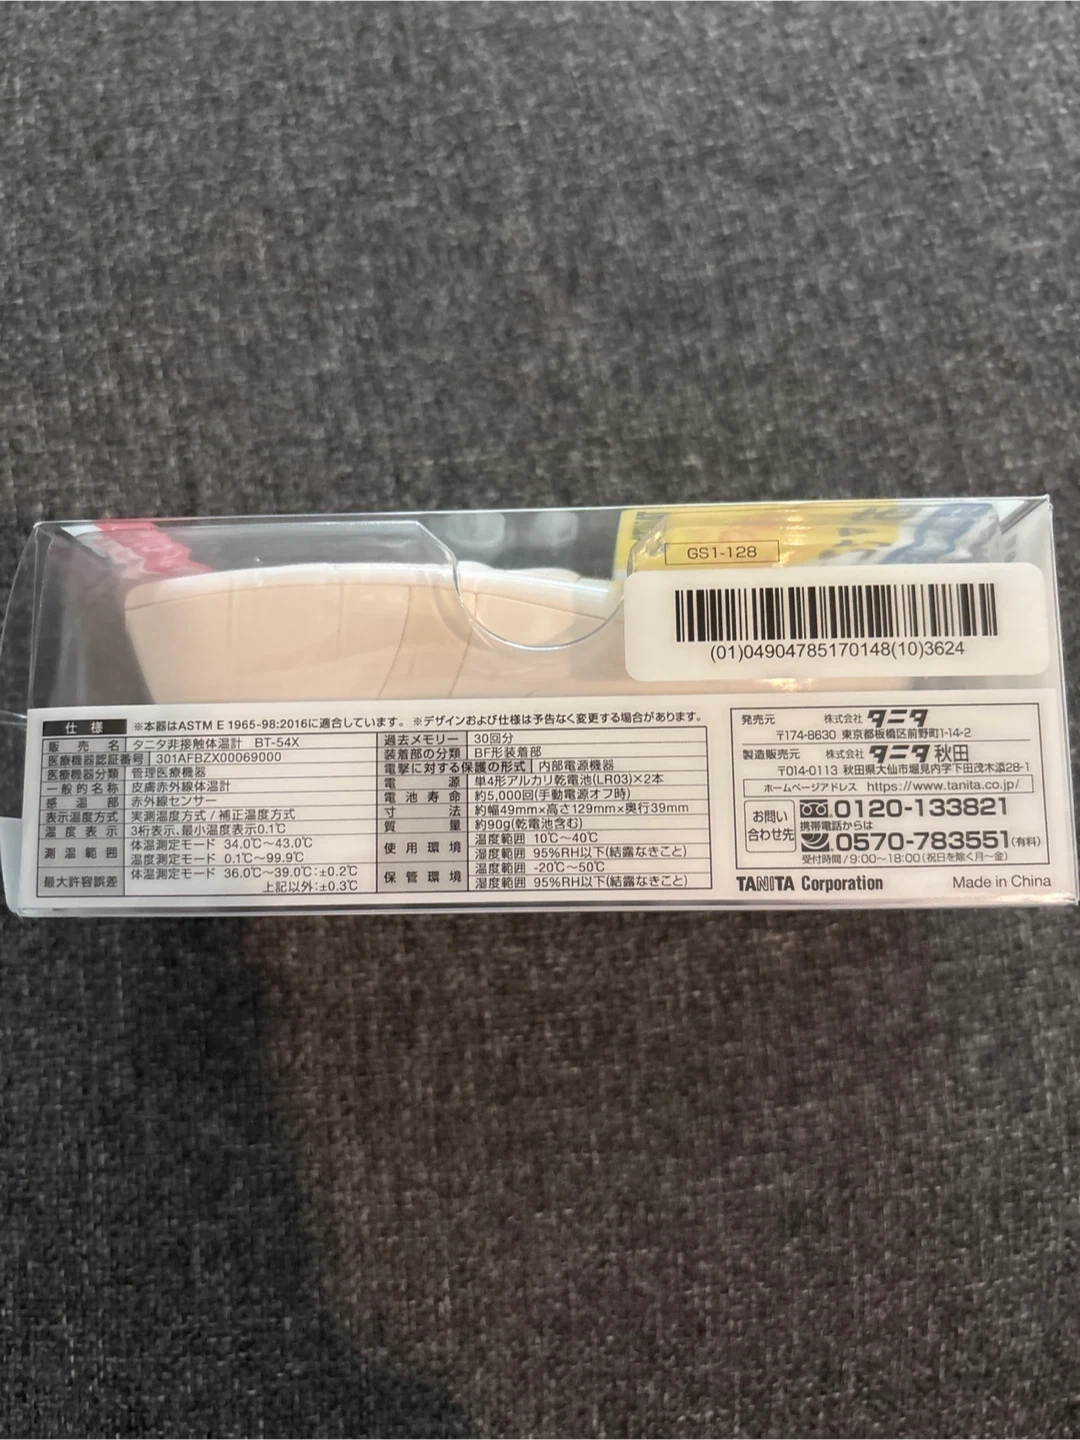 GS1-128
(01)04904785170148(10)3624
仕様 ※本器はASTM E 1965-98:2016に適合しています。 ※デザインおよび仕様は予告なく変更する場合があります。
販売名 タニタ非接触体温計 BT-54X
医療機器認証番号 301AFBZX00069000
医療機器分類 管理医療機器
一般的名称 皮膚赤外線体温計
感温部 赤外線センサー
表示温度方式 実測温度方式 / 補正温度方式
温度表示 3桁表示、最小温度表示0.1℃
測温範囲 体温測定モード 34.0℃～43.0℃
温度測定モード 0.1℃～99.9℃
最大許容誤差 体温測定モード 36.0℃～39.0℃:±0.2℃
上記以外:±0.3℃
過去メモリー 30回分
装着部の分類 BF形装着部
電撃に対する保護の形式 内部電源機器
電源 単4形アルカリ乾電池(LR03)×2本
電池寿命 約5,000回(手動電源オフ時)
寸法 約幅49mm×高さ129mm×奥行39mm
質量 約90g(乾電池含む)
使用環境 温度範囲 10℃～40℃
湿度範囲 95%RH以下(結露なきこと)
保管環境 温度範囲 -20℃～50℃
湿度範囲 95%RH以下(結露なきこと)
発売元 株式会社 タニタ
〒174-8630 東京都板橋区前野町1-14-2
製造販売元 株式会社 タニタ秋田
〒014-0113 秋田県大仙市堀見内字下田茂木添28-1
ホームページアドレス https://www.tanita.co.jp/
お問い合わせ先 0120-133821
携帯電話からは
0570-783551(有料)
受付時間/9:00～18:00(祝日を除く月～金)
TANITA Corporation Made in China